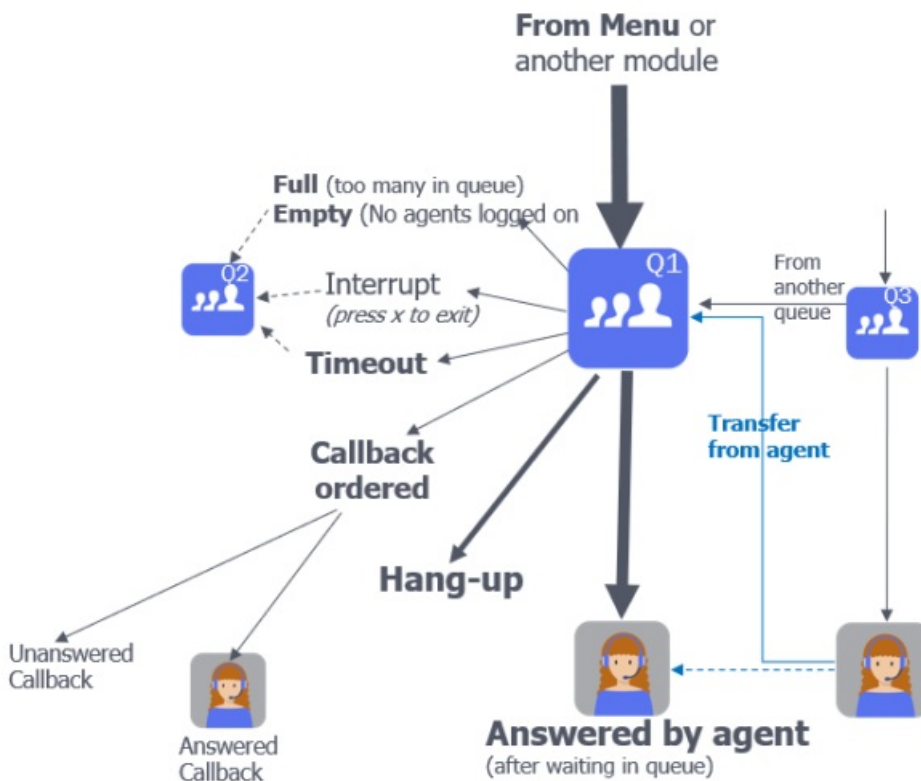 From Menu or
another module
Full (too many in queue)
Empty (No agents logged on
Q1
Q2
Interrupt
(press x to exit)
From
another
queue
Q3
Timeout
Transfer
from agent
Callback
ordered
Hang-up
Unanswered
Callback
Answered
Callback
Answered by agent
(after waiting in queue)